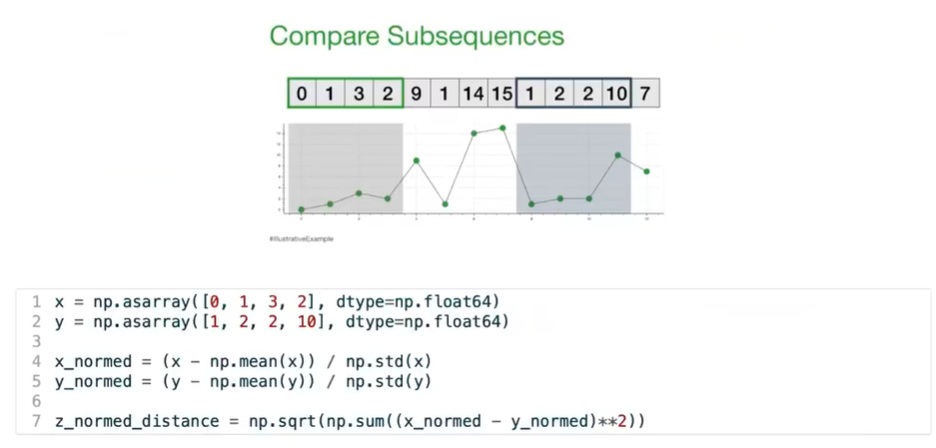 Compare Subsequences
0 1 3 2 9 1 14 15 1 2 2 10 7
#IllustrativeExample
1 x = np.asarray([0, 1, 3, 2], dtype=np.float64)
2 y = np.asarray([1, 2, 2, 10], dtype=np.float64)
3
4 x_normed = (x - np.mean(x)) / np.std(x)
5 y_normed = (y - np.mean(y)) / np.std(y)
6
7 z_normed_distance = np.sqrt(np.sum((x_normed - y_normed)**2))